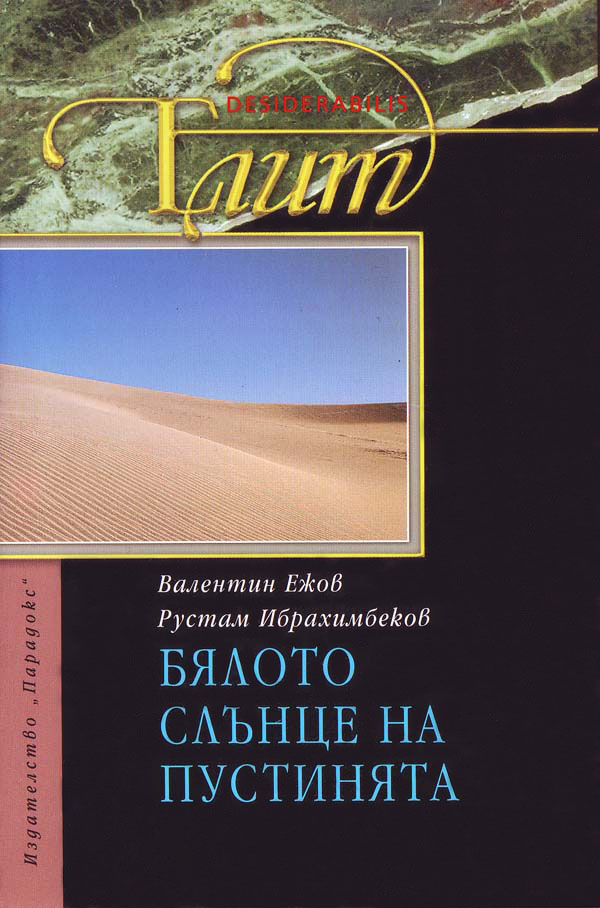 DESIDERABILIS
Елит
Валентин Ежов
Рустам Ибрахимбеков
БЯЛОТО
СЛЪНЦЕ НА
ПУСТИНЯТА
Издателство „Парадокс“